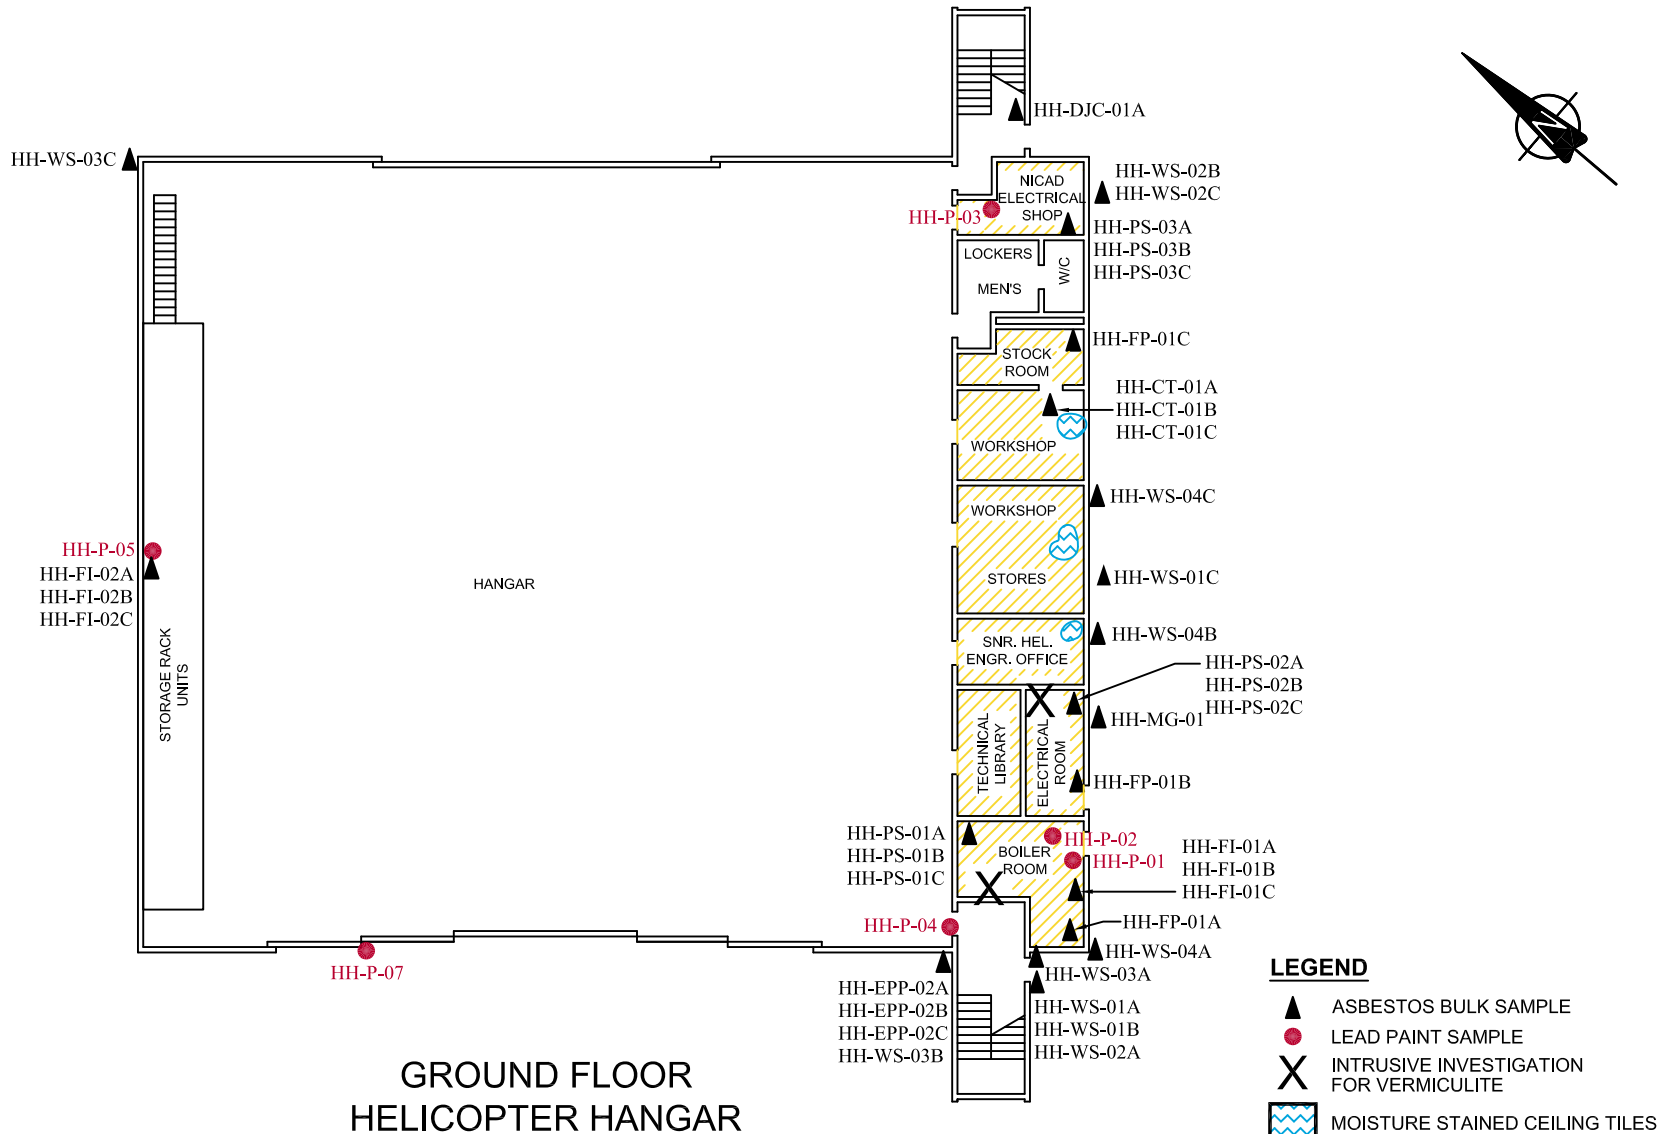 HH-DJC-01A
HH-WS-03C
NICAD
ELECTRICAL
SHOP
HH-WS-02B
HH-WS-02C
HH-P-03
HH-PS-03A
HH-PS-03B
HH-PS-03C
LOCKERS
MEN'S
W/C
HH-FP-01C
STOCK
ROOM
HH-CT-01A
HH-CT-01B
HH-CT-01C
WORKSHOP
HH-WS-04C
WORKSHOP
STORES
HH-WS-01C
HH-P-05
HH-FI-02A
HH-FI-02B
HH-FI-02C
HANGAR
STORAGE RACK
UNITS
SNR. HEL.
ENGR. OFFICE
HH-WS-04B
HH-PS-02A
HH-PS-02B
HH-PS-02C
HH-MG-01
TECHNICAL
LIBRARY
ELECTRICAL
ROOM
HH-FP-01B
HH-PS-01A
HH-PS-01B
HH-PS-01C
BOILER
ROOM
HH-P-02
HH-P-01
HH-FI-01A
HH-FI-01B
HH-FI-01C
HH-FP-01A
HH-P-04
HH-WS-04A
HH-WS-03A
HH-P-07
HH-EPP-02A
HH-EPP-02B
HH-EPP-02C
HH-WS-03B
HH-WS-01A
HH-WS-01B
HH-WS-02A
N
GROUND FLOOR
HELICOPTER HANGAR
LEGEND
ASBESTOS BULK SAMPLE
LEAD PAINT SAMPLE
INTRUSIVE INVESTIGATION
FOR VERMICULITE
MOISTURE STAINED CEILING TILES